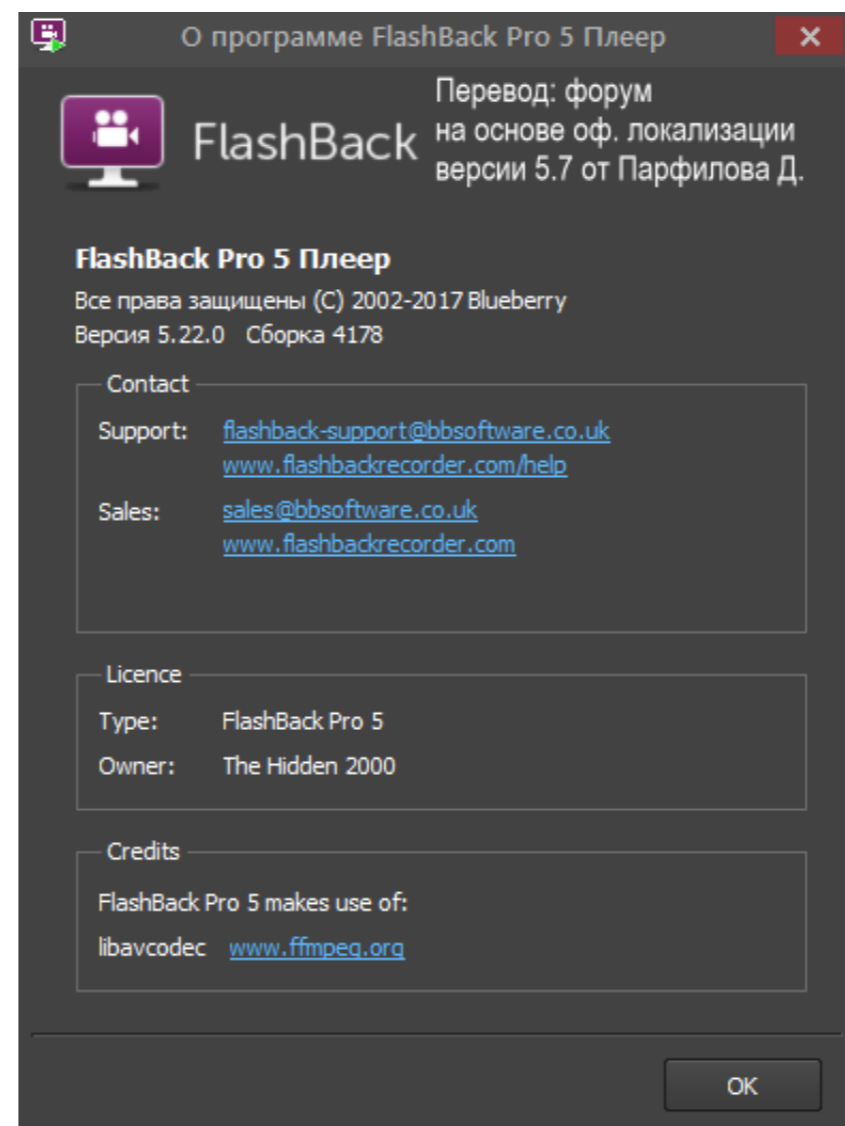 О программе FlashBack Pro 5 Плеер
FlashBack
Перевод: форум
на основе оф. локализации
версии 5.7 от Парфилова Д.
FlashBack Pro 5 Плеер
Все права защищены (C) 2002-2017 Blueberry
Версия 5.22.0 Сборка 4178
Contact
Support: flashback-support@bbsoftware.co.uk
www.flashbackrecorder.com/help
Sales: sales@bbsoftware.co.uk
www.flashbackrecorder.com
Licence
Type: FlashBack Pro 5
Owner: The Hidden 2000
Credits
FlashBack Pro 5 makes use of:
libavcodec www.ffmpeg.org
OK